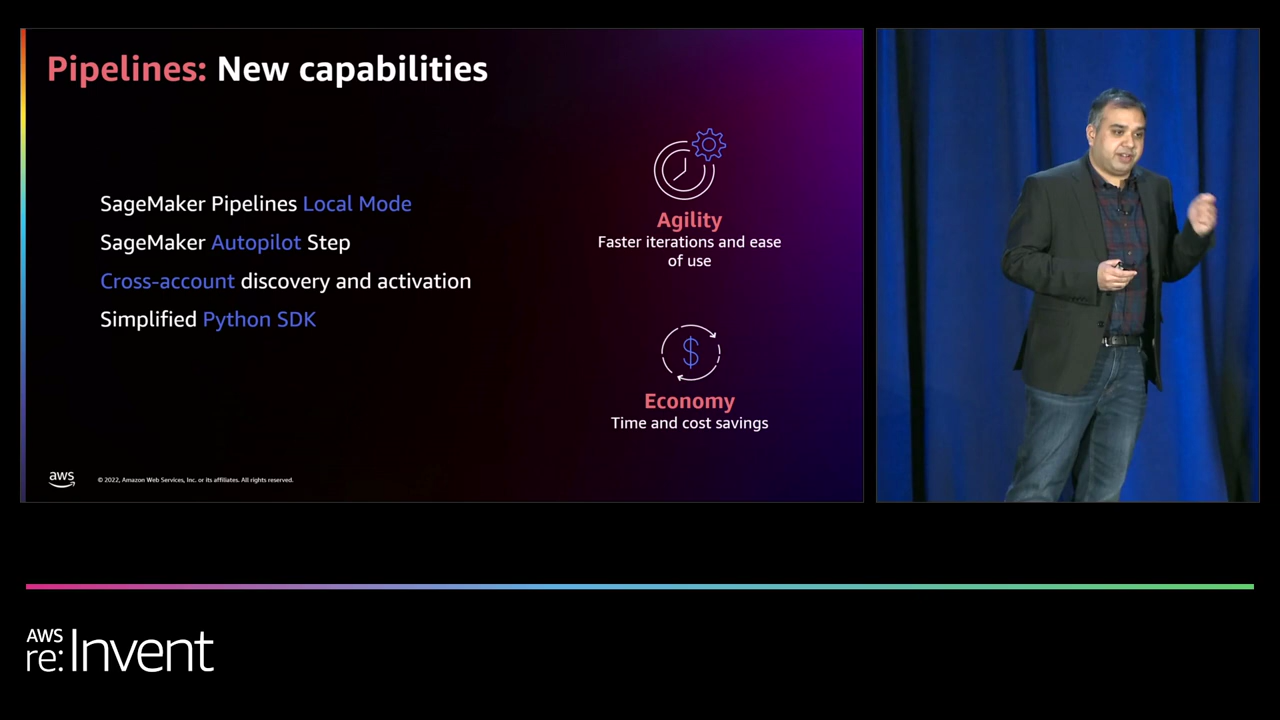 Pipelines: New capabilities
SageMaker Pipelines Local Mode
SageMaker Autopilot Step
Cross-account discovery and activation
Simplified Python SDK
Agility
Faster iterations and ease
of use
Economy
Time and cost savings
aws
© 2022, Amazon Web Services, Inc. or its affiliates. All rights reserved.
AWS
re:Invent